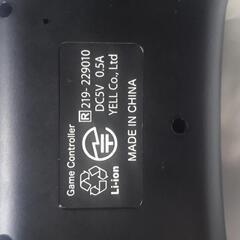 Game Controller
R 219-229010
DC5V 0.5A
YELL Co., Ltd
MADE IN CHINA
Li-ion